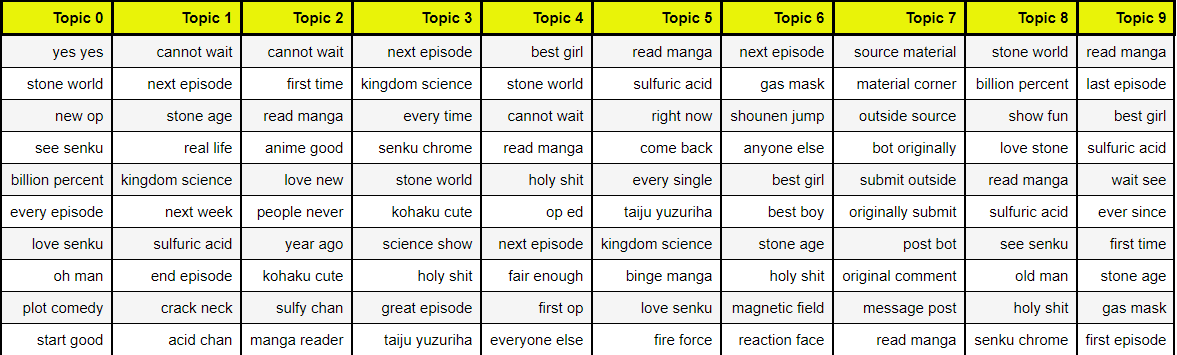 Topic 0 Topic 1 Topic 2 Topic 3 Topic 4 Topic 5 Topic 6 Topic 7 Topic 8 Topic 9
yes yes cannot wait cannot wait next episode best girl read manga next episode source material stone world read manga
stone world next episode first time kingdom science stone world sulfuric acid gas mask material corner billion percent last episode
new op stone age read manga every time cannot wait right now shounen jump outside source show fun best girl
see senku real life anime good senku chrome read manga come back anyone else bot originally love stone sulfuric acid
billion percent kingdom science love new stone world holy shit every single best girl submit outside read manga wait see
every episode next week people never kohaku cute op ed taiju yuzuriha best boy originally submit sulfuric acid ever since
love senku sulfuric acid year ago science show next episode kingdom science stone age post bot see senku first time
oh man end episode kohaku cute holy shit fair enough binge manga holy shit original comment old man stone age
plot comedy crack neck sulfy chan great episode first op love senku magnetic field message post holy shit gas mask
start good acid chan manga reader taiju yuzuriha everyone else fire force reaction face read manga senku chrome first episode